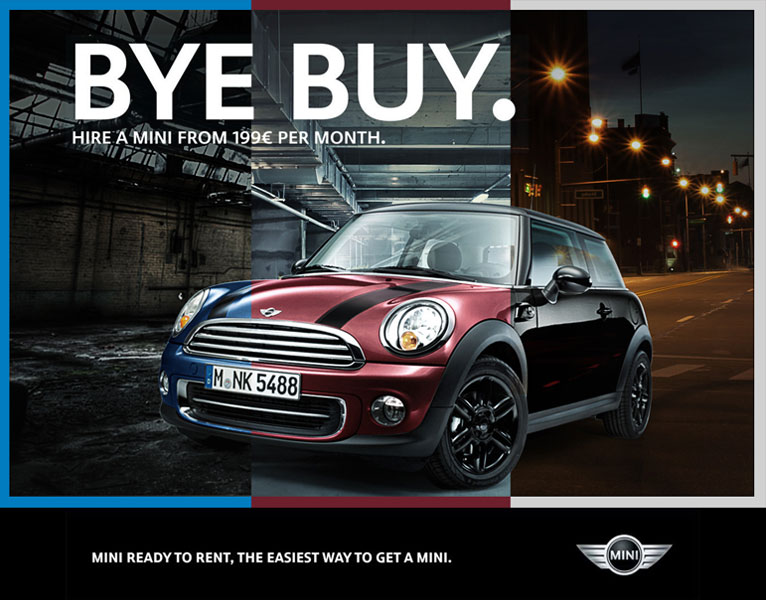 BYE BUY.
HIRE A MINI FROM 199€ PER MONTH.
M NK 5488
MINI READY TO RENT, THE EASIEST WAY TO GET A MINI.
MINI